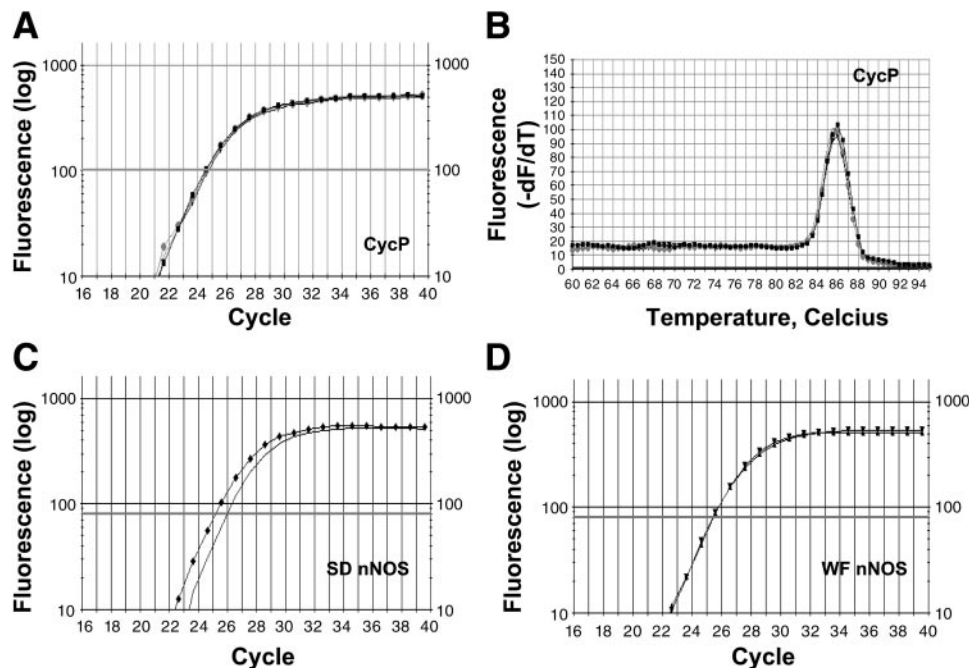 A
Fluorescence (log)
1000
100
10
1000
100
10
CycP
16 18 20 22 24 26 28 30 32 34 36 38 40
Cycle
B
Fluorescence
(-dF/dT)
150
140
130
120
110
100
90
80
70
60
50
40
30
20
10
0
CycP
60 62 64 66 68 70 72 74 76 78 80 82 84 86 88 90 92 94
Temperature, Celcius
C
Fluorescence (log)
1000
100
10
1000
100
10
SD nNOS
16 18 20 22 24 26 28 30 32 34 36 38 40
Cycle
D
Fluorescence (log)
1000
100
10
1000
100
10
WF nNOS
16 18 20 22 24 26 28 30 32 34 36 38 40
Cycle